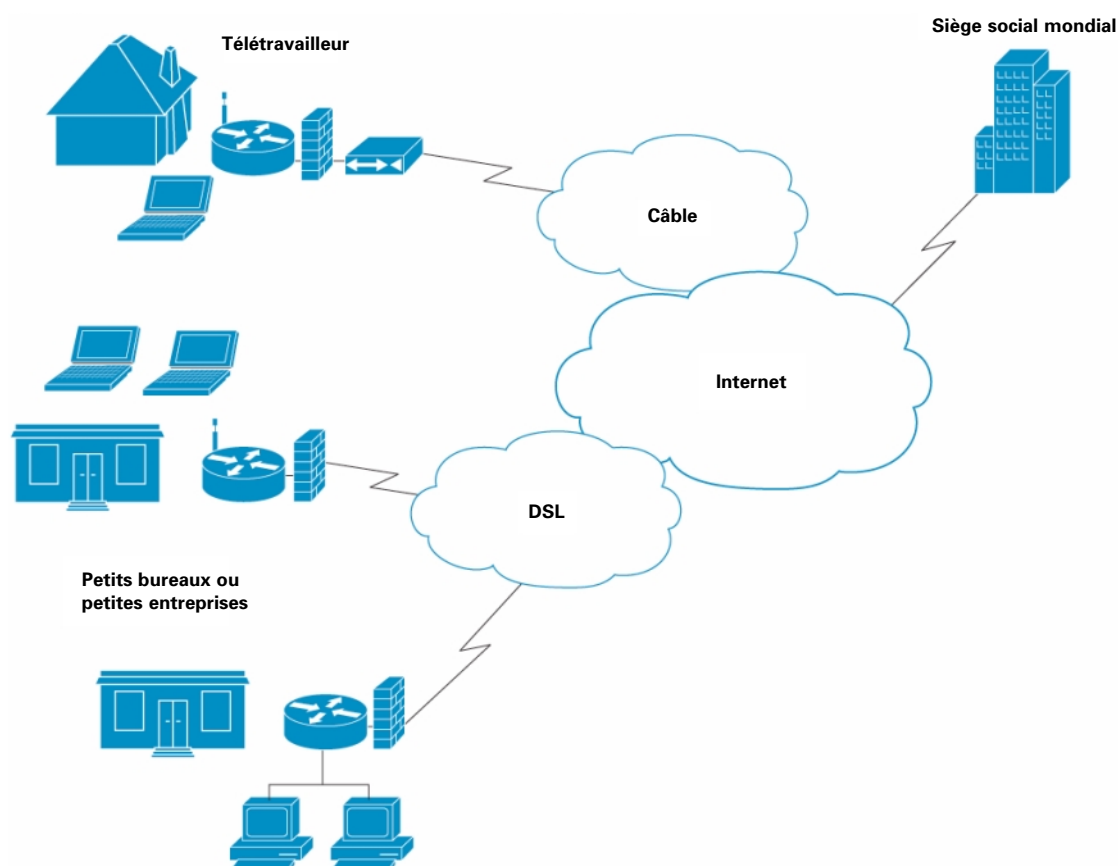 Siège social mondial
Télétravailleur
Câble
Internet
DSL
Petits bureaux ou
petites entreprises